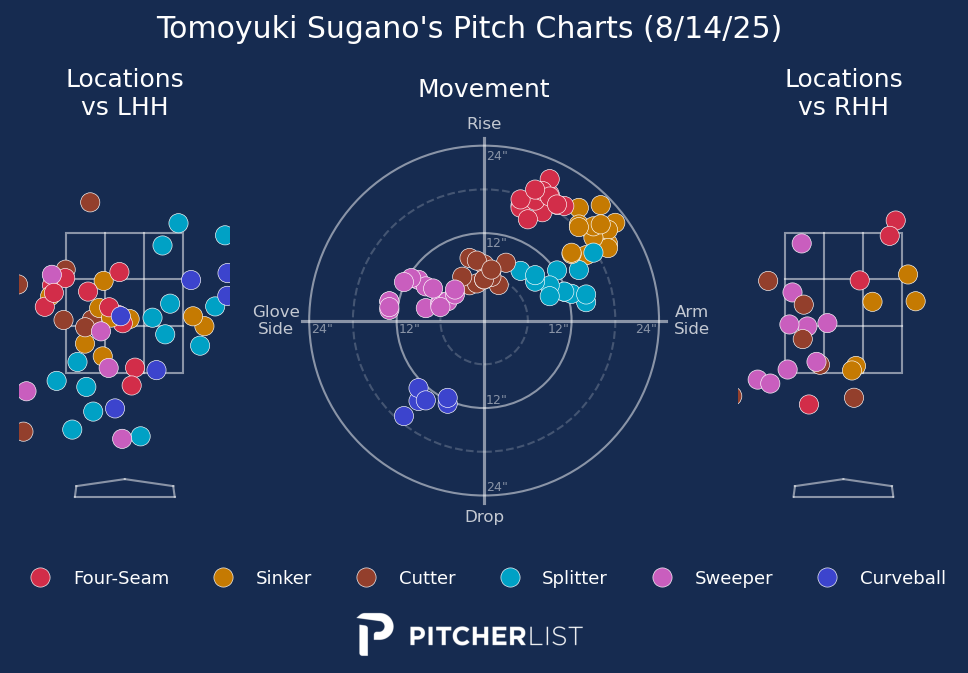 Tomoyuki Sugano's Pitch Charts (8/14/25)
Locations
vs LHH
Movement
Locations
vs RHH
Rise
24"
12"
Glove
Side
24"
12"
12"
24"
Arm
Side
12"
24"
Drop
Four-Seam
Sinker
Cutter
Splitter
Sweeper
Curveball
PITCHERLIST